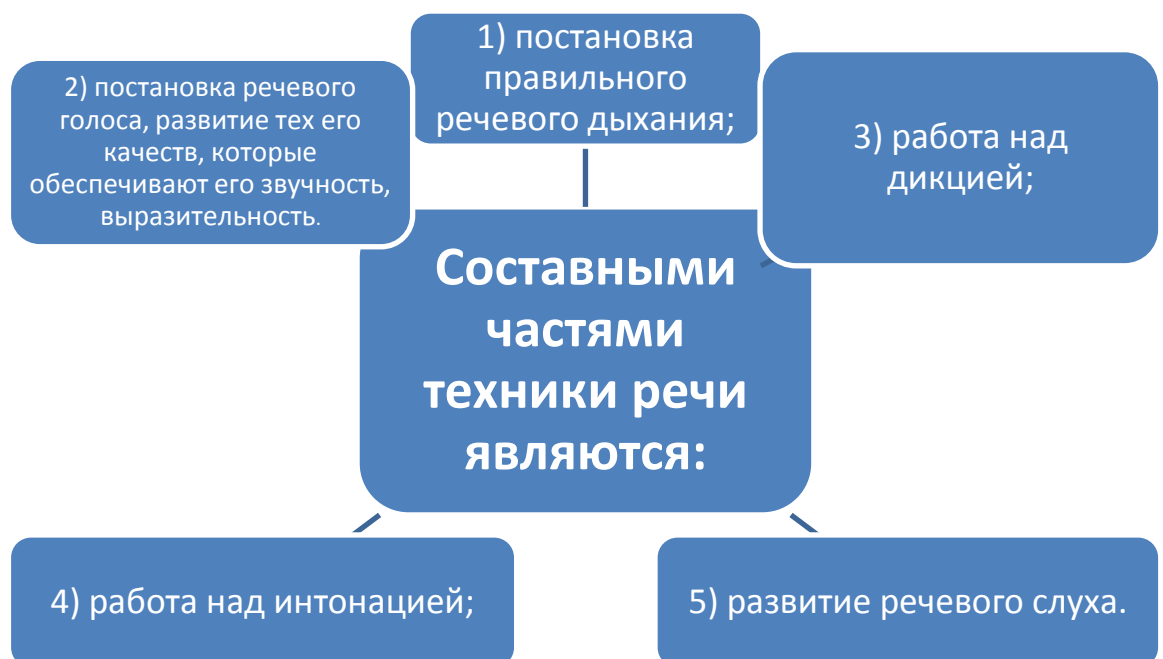 1) постановка
правильного
речевого дыхания;
2) постановка речевого
голоса, развитие тех его
качеств, которые
обеспечивают его звучность,
выразительность.
3) работа над
дикцией;
Составными
частями
техники речи
являются:
4) работа над интонацией;
5) развитие речевого слуха.